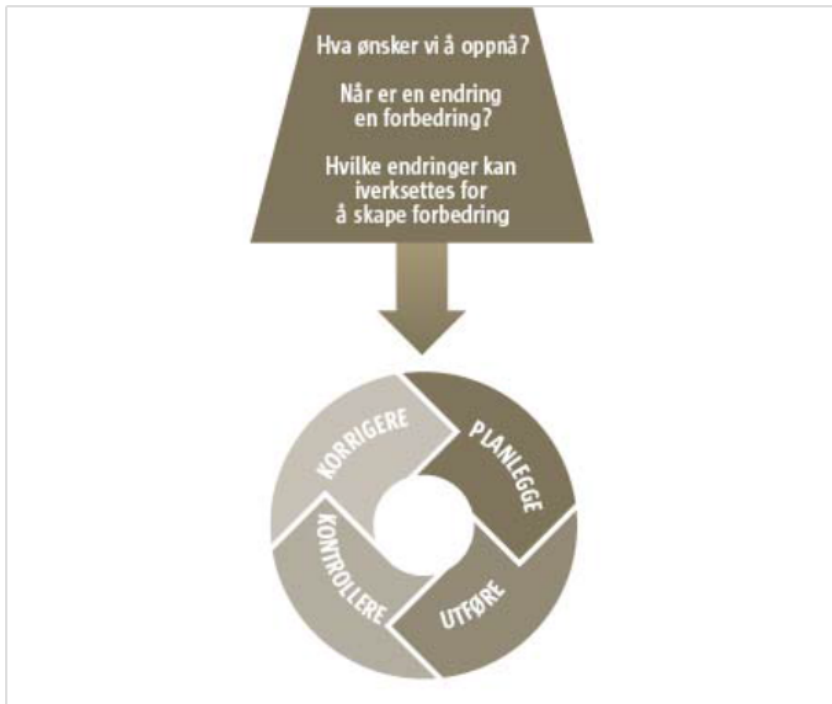 Hva ønsker vi å oppnå?
Når er en endring
en forbedring?
Hvilke endringer kan
iverksettes for
å skape forbedring
PLANLEGGE
UTFØRE
KONTROLLERE
KORRIGERE